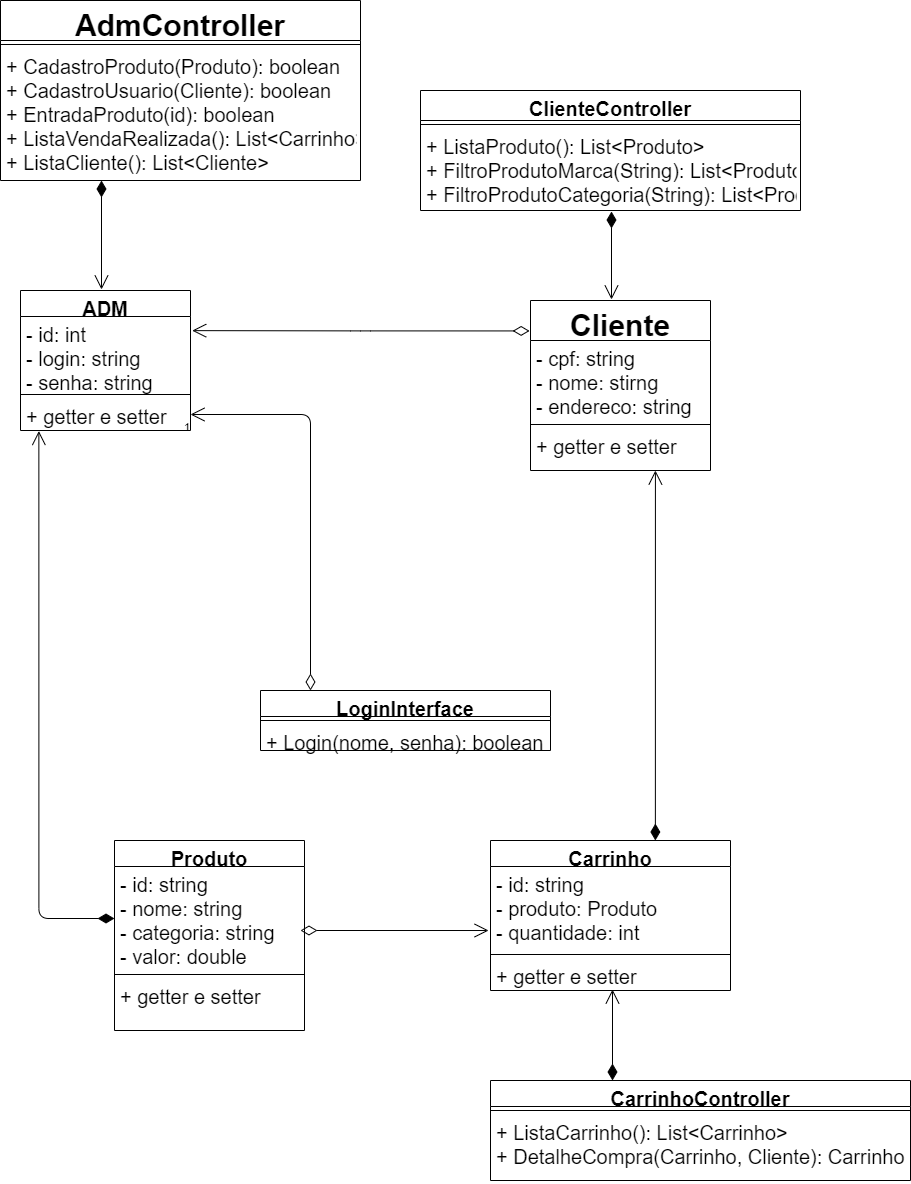 AdmController
+ CadastroProduto(Produto): boolean
+ CadastroUsuario(Cliente): boolean
+ EntradaProduto(id): boolean
+ ListaVendaRealizada(): List<Carrinho
+ ListaCliente(): List<Cliente>
ClienteController
+ ListaProduto(): List<Produto>
+ FiltroProdutoMarca(String): List<Produto
+ FiltroProdutoCategoria(String): List<Pro
ADM
- id: int
- login: string
- senha: string
+ getter e setter
1
Cliente
- cpf: string
- nome: stirng
- endereco: string
+ getter e setter
LoginInterface
+ Login(nome, senha): boolean
Produto
- id: string
- nome: string
- categoria: string
- valor: double
+ getter e setter
Carrinho
- id: string
- produto: Produto
- quantidade: int
+ getter e setter
CarrinhoController
+ ListaCarrinho(): List<Carrinho>
+ DetalheCompra(Carrinho, Cliente): Carrinho